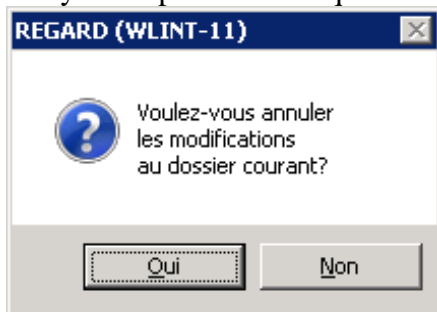 REGARD (WLINT-11)
Voulez-vous annuler
les modifications
au dossier courant?
Oui
Non